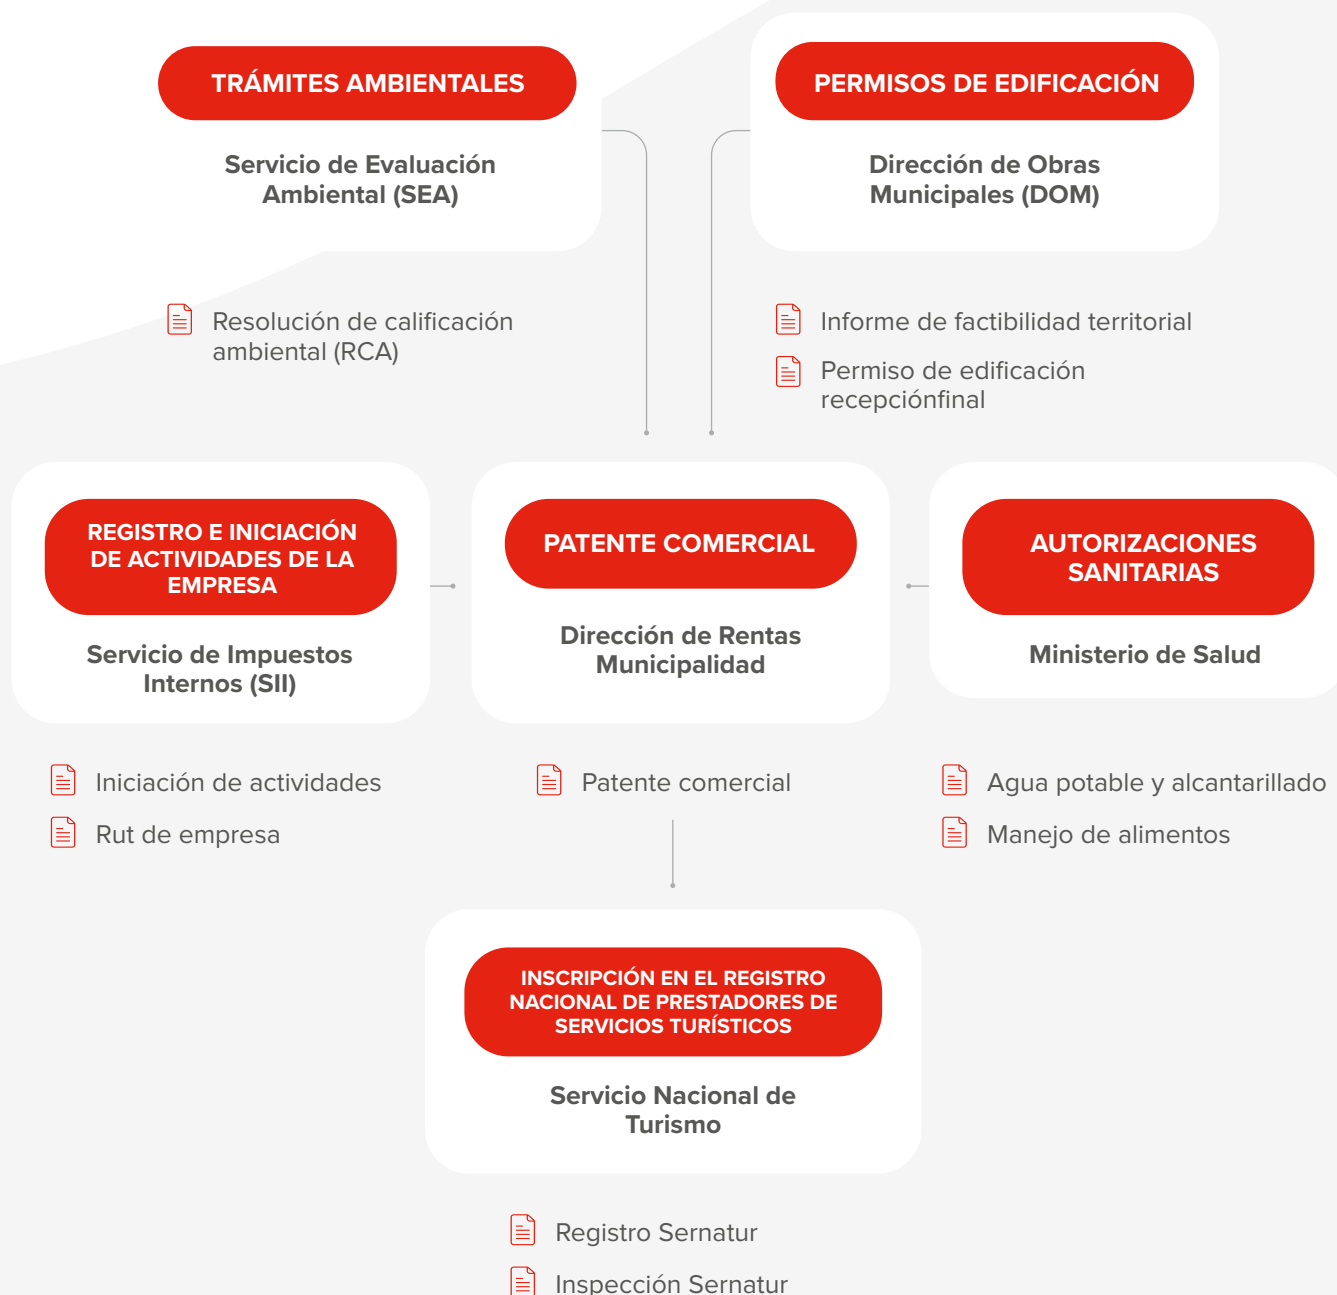 TRÁMITES AMBIENTALES
Servicio de Evaluación
Ambiental (SEA)
Resolución de calificación
ambiental (RCA)
PERMISOS DE EDIFICACIÓN
Dirección de Obras
Municipales (DOM)
Informe de factibilidad territorial
Permiso de edificación
recepciónfinal
REGISTRO E INICIACIÓN
DE ACTIVIDADES DE LA
EMPRESA
Servicio de Impuestos
Internos (SII)
Iniciación de actividades
Rut de empresa
PATENTE COMERCIAL
Dirección de Rentas
Municipalidad
Patente comercial
AUTORIZACIONES
SANITARIAS
Ministerio de Salud
Agua potable y alcantarillado
Manejo de alimentos
INSCRIPCIÓN EN EL REGISTRO
NACIONAL DE PRESTADORES DE
SERVICIOS TURÍSTICOS
Servicio Nacional de
Turismo
Registro Sernatur
Inspección Sernatur